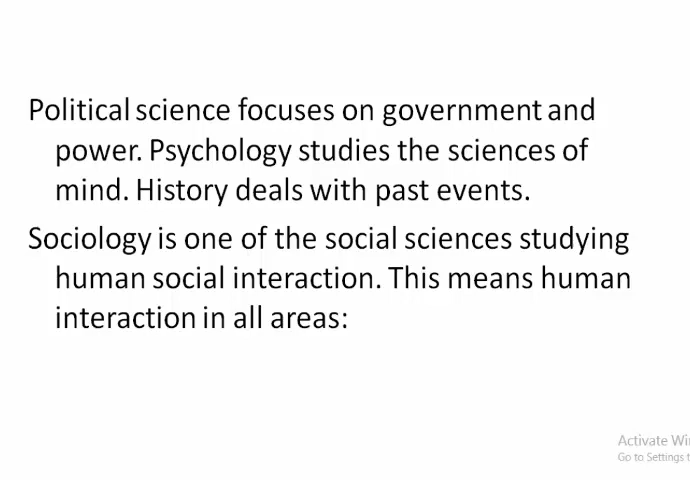 Political science focuses on government and
power. Psychology studies the sciences of
mind. History deals with past events.
Sociology is one of the social sciences studying
human social interaction. This means human
interaction in all areas:
Activate
Go to Settings